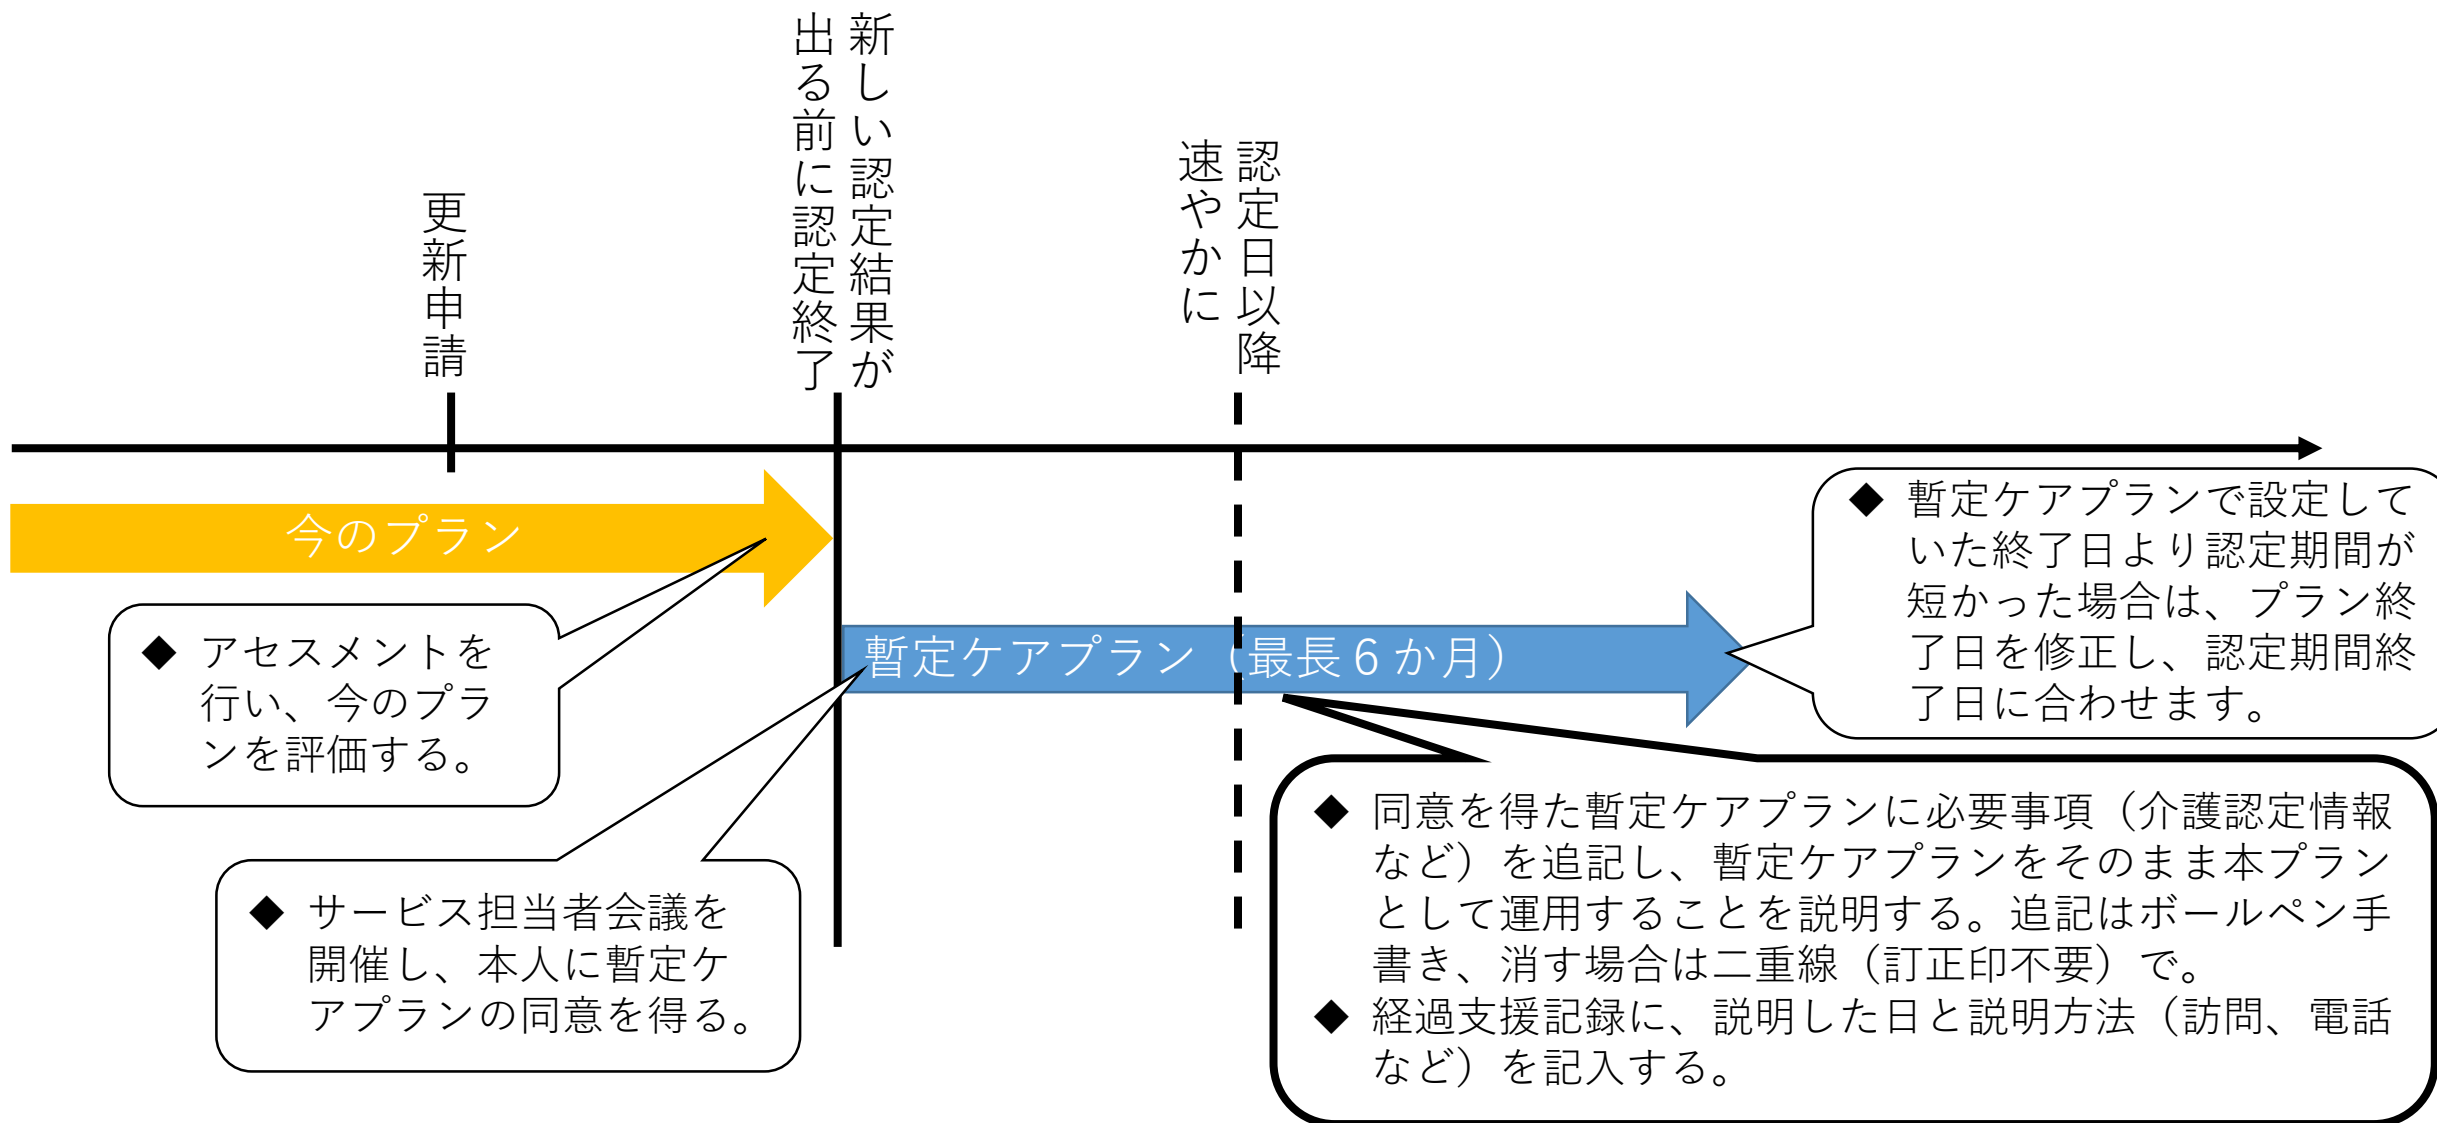 更新申請
新しい認定結果が
出る前に認定終了
認定日以降
速やかに
今のプラン
◆ アセスメントを
行い、今のプラ
ンを評価する。
暫定ケアプラン（最長６か月）
◆ サービス担当者会議を
開催し、本人に暫定ケ
アプランの同意を得る。
◆ 暫定ケアプランで設定して
いた終了日より認定期間が
短かった場合は、プラン終
了日を修正し、認定期間終
了日に合わせます。
◆ 同意を得た暫定ケアプランに必要事項（介護認定情報
など）を追記し、暫定ケアプランをそのまま本プラン
として運用することを説明する。追記はボールペン手
書き、消す場合は二重線（訂正印不要）で。
◆ 経過支援記録に、説明した日と説明方法（訪問、電話
など）を記入する。